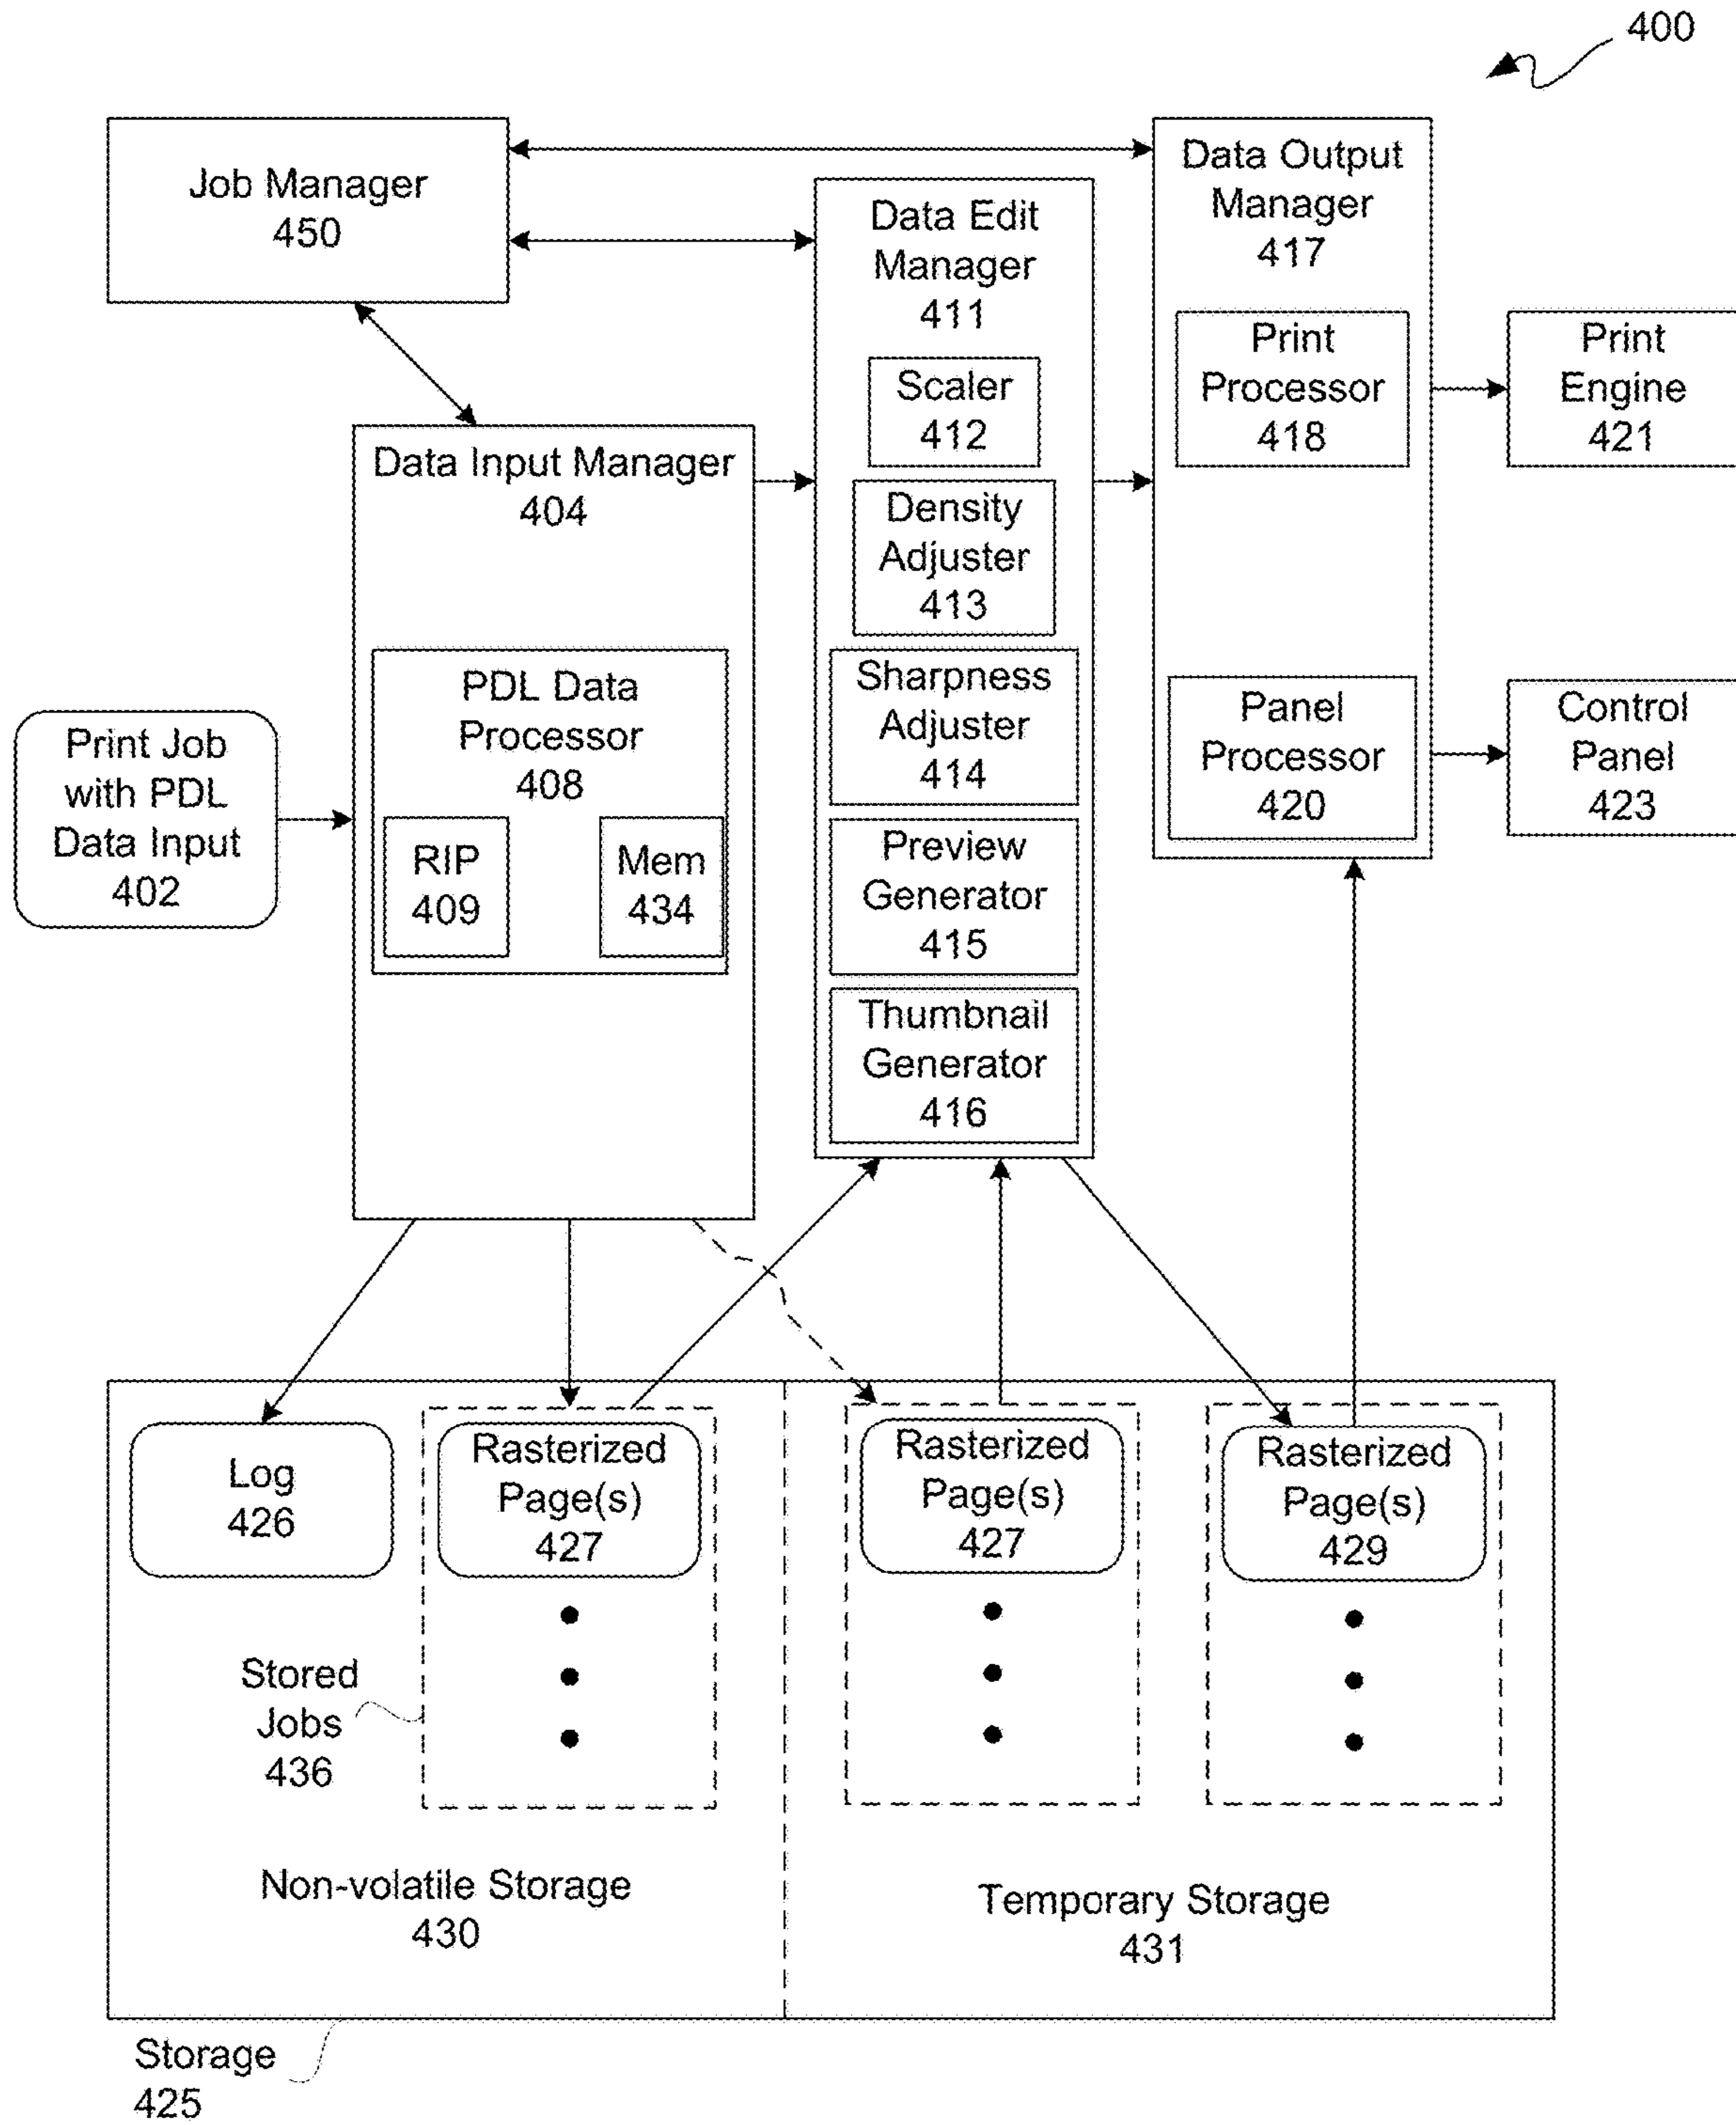 400
Job Manager
450
Data Output
Manager
417
Data Edit
Manager
411
Print
Processor
418
Print
Engine
421
Scaler
412
Data Input Manager
404
Density
Adjuster
413
PDL Data
Processor
408
Sharpness
Adjuster
414
Panel
Processor
420
Control
Panel
423
Print Job
with PDL
Data Input
402
RIP
409
Mem
434
Preview
Generator
415
Thumbnail
Generator
416
Log
426
Rasterized
Page(s)
427
Rasterized
Page(s)
427
Rasterized
Page(s)
429
Stored
Jobs
436
Non-volatile Storage
430
Temporary Storage
431
Storage
425